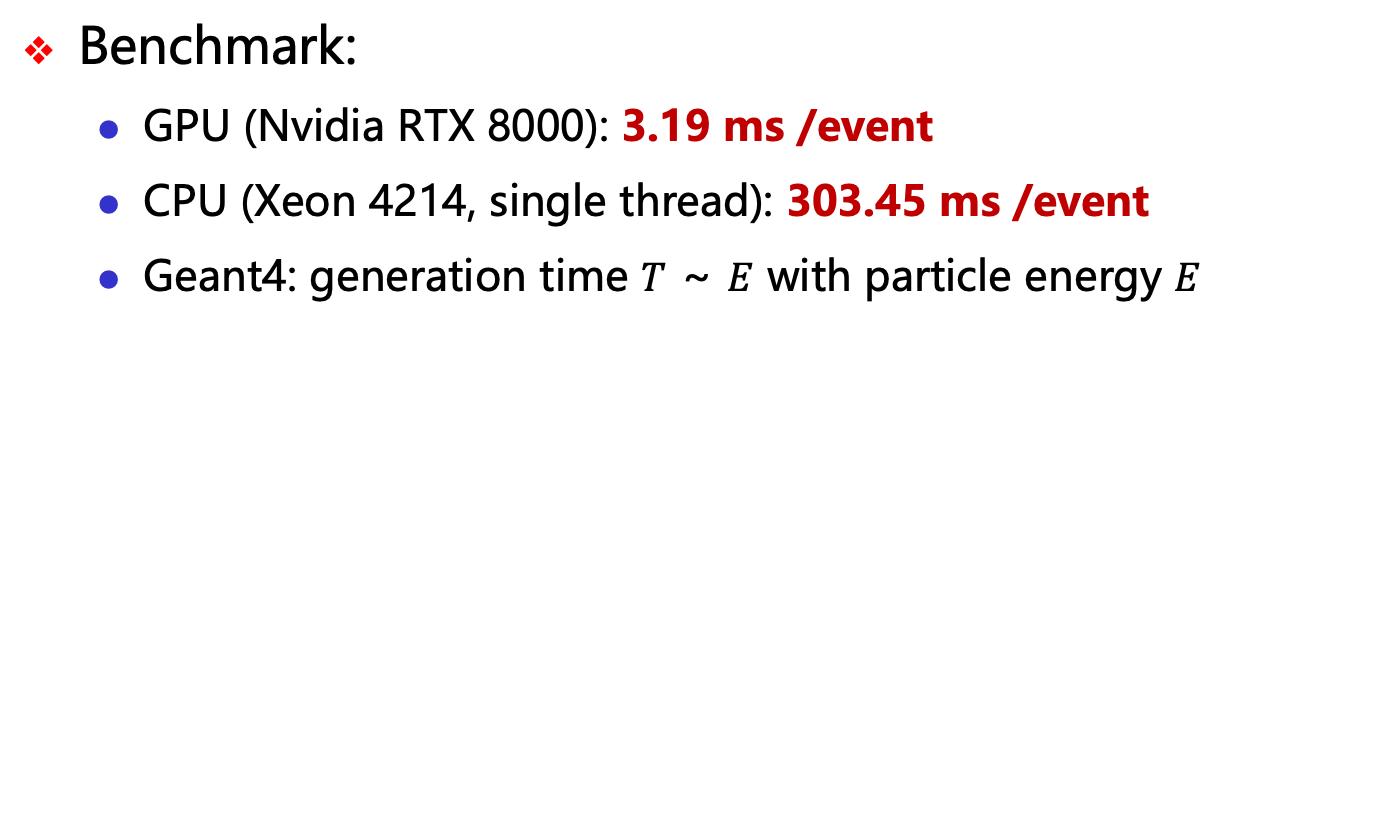 Benchmark:
GPU (Nvidia RTX 8000): 3.19 ms /event
CPU (Xeon 4214, single thread): 303.45 ms /event
Geant4: generation time T ~ E with particle energy E